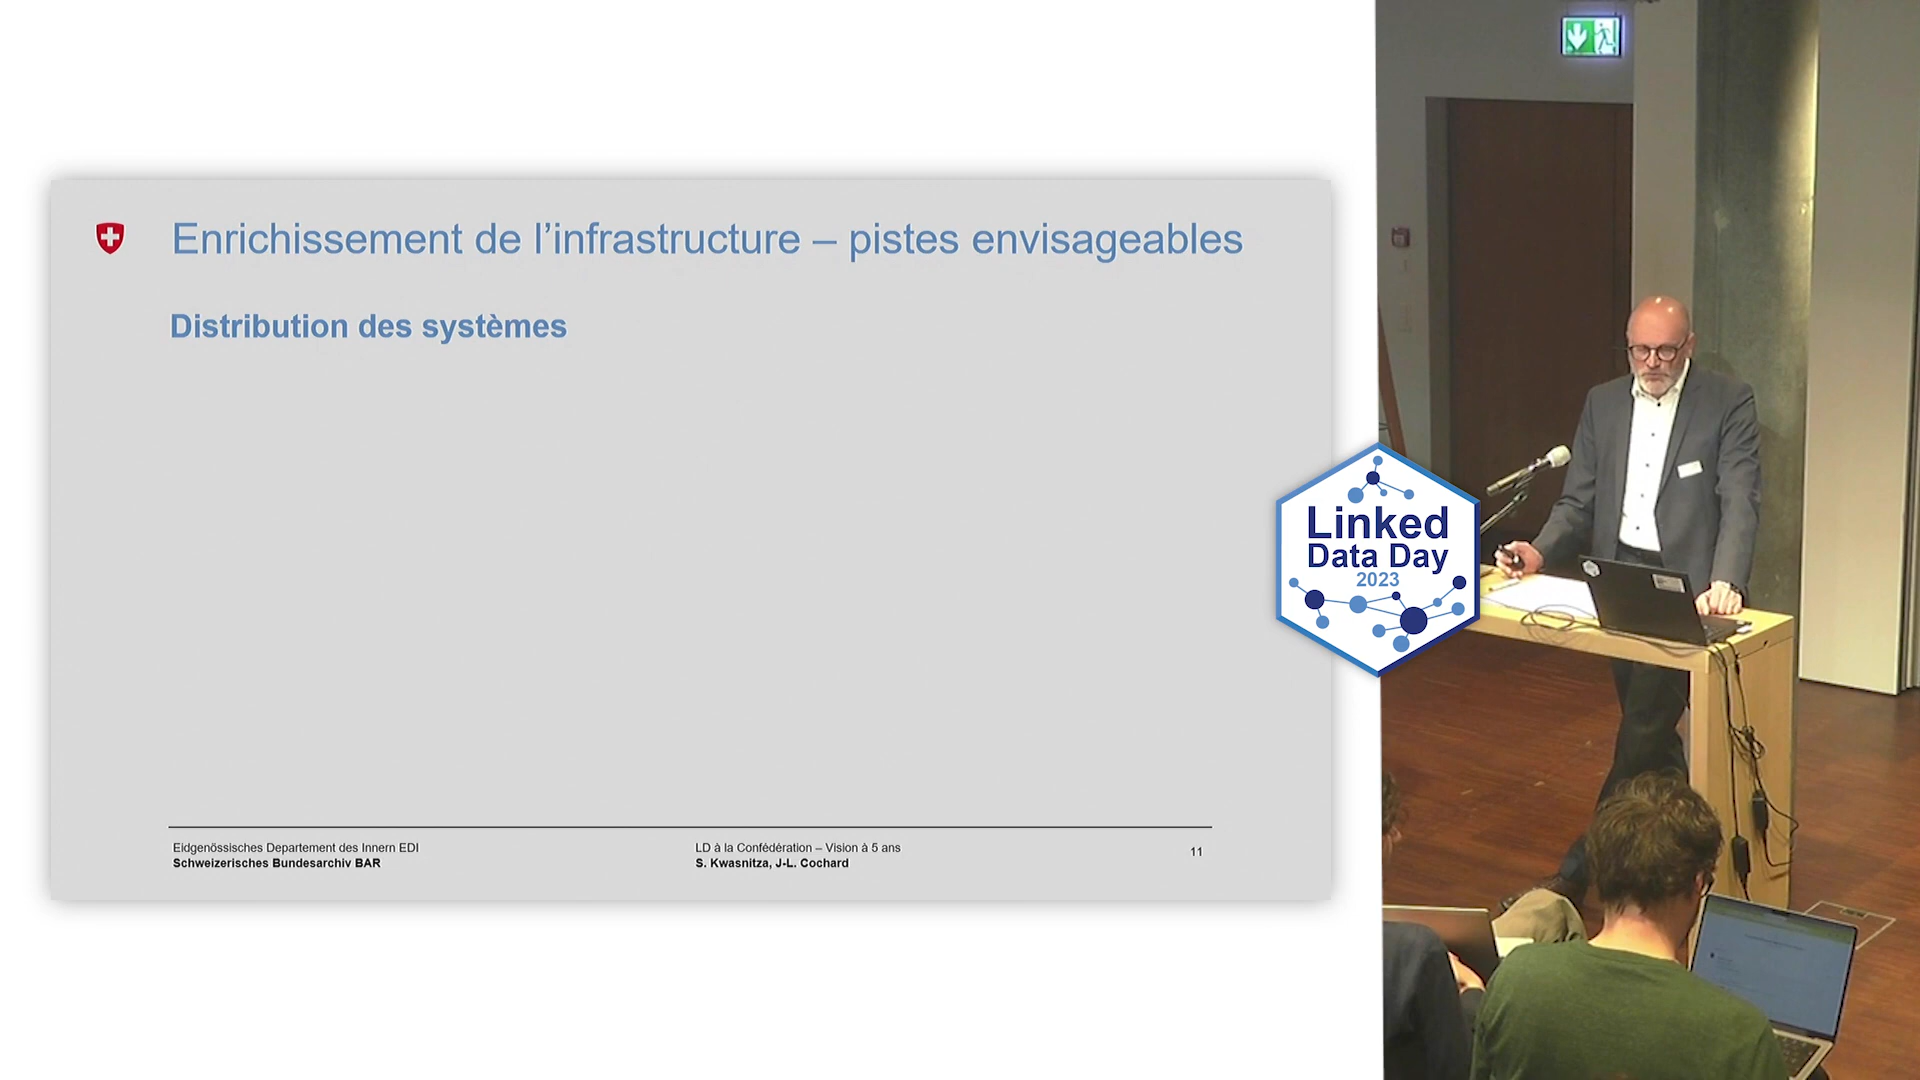 Enrichissement de l’infrastructure – pistes envisageables
Distribution des systèmes
Eidgenössisches Departement des Innern EDI
Schweizerisches Bundesarchiv BAR
LD à la Confédération – Vision à 5 ans
S. Kwasnitza, J-L. Cochard
11
Linked
Data Day
2023